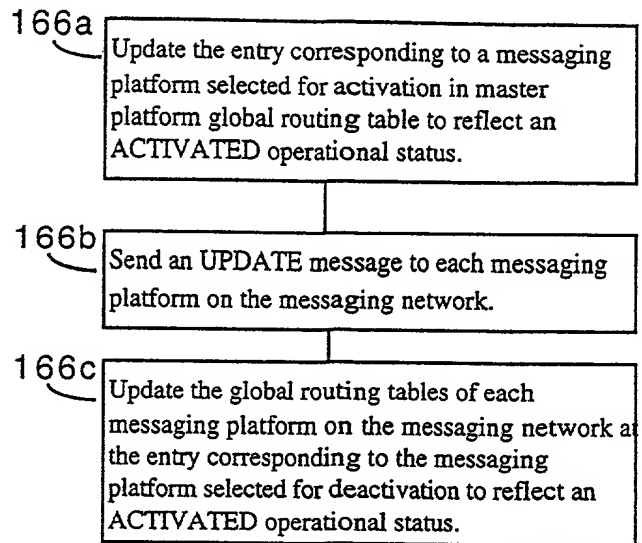 166a
Update the entry corresponding to a messaging
platform selected for activation in master
platform global routing table to reflect an
ACTIVATED operational status.
166b
Send an UPDATE message to each messaging
platform on the messaging network.
166c
Update the global routing tables of each
messaging platform on the messaging network at
the entry corresponding to the messaging
platform selected for deactivation to reflect an
ACTIVATED operational status.